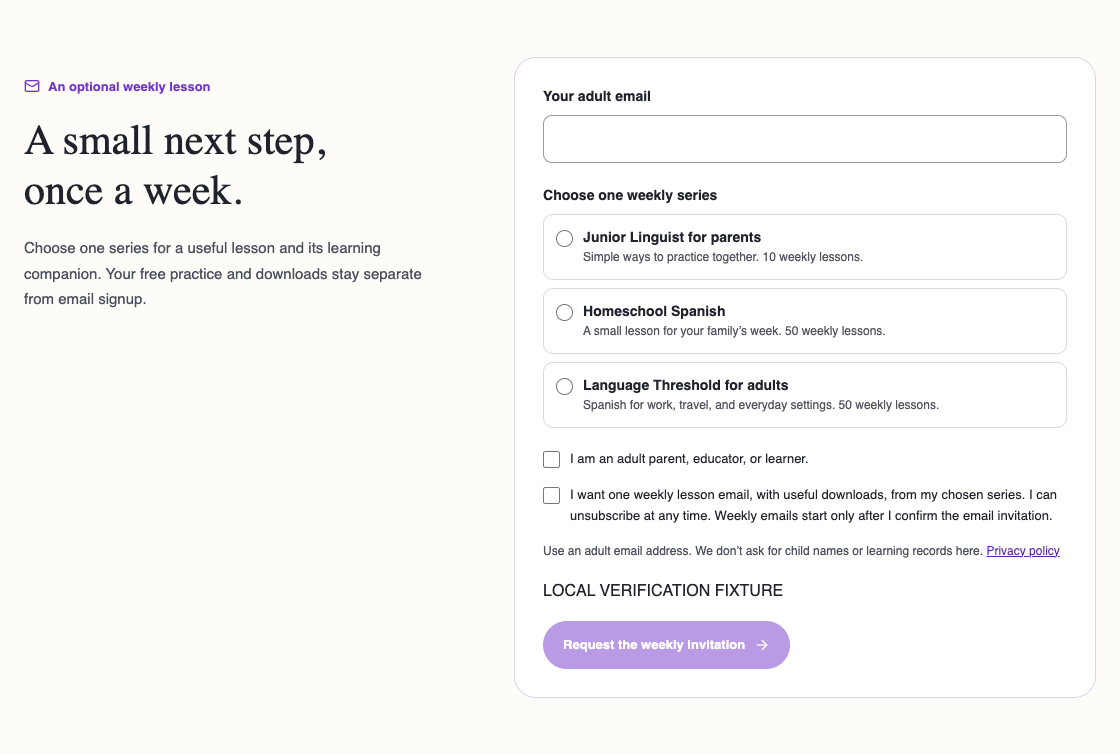 An optional weekly lesson
A small next step,
once a week.
Choose one series for a useful lesson and its learning
companion. Your free practice and downloads stay separate
from email signup.
Your adult email
Choose one weekly series
Junior Linguist for parents
Simple ways to practice together. 10 weekly lessons.
Homeschool Spanish
A small lesson for your family’s week. 50 weekly lessons.
Language Threshold for adults
Spanish for work, travel, and everyday settings. 50 weekly lessons.
I am an adult parent, educator, or learner.
I want one weekly lesson email, with useful downloads, from my chosen series. I can
unsubscribe at any time. Weekly emails start only after I confirm the email invitation.
Use an adult email address. We don’t ask for child names or learning records here. Privacy policy
LOCAL VERIFICATION FIXTURE
Request the weekly invitation